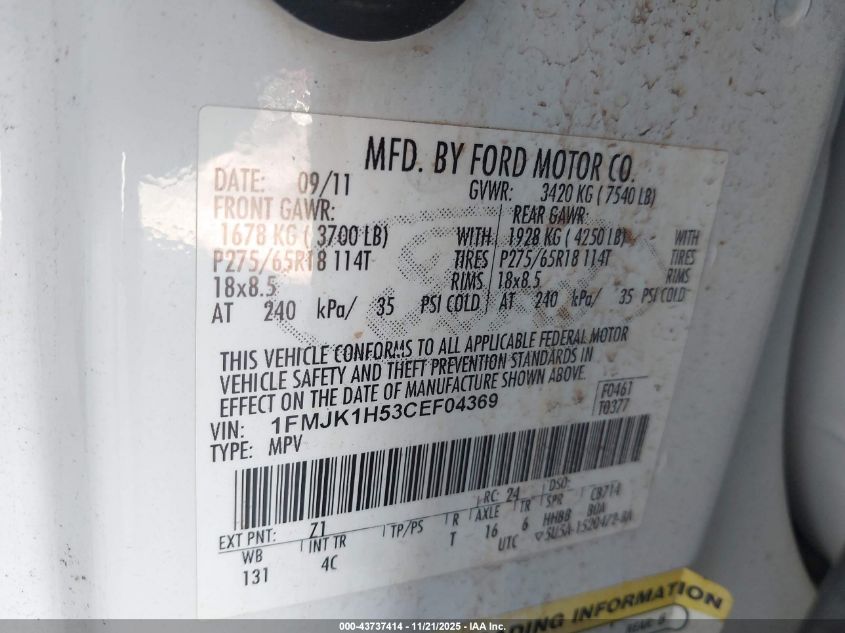 MFD. BY FORD MOTOR CO.
DATE: 09/11 GVWR: 3420 KG ( 7540 LB)
FRONT GAWR: REAR GAWR:
1678 KG ( 3700 LB) WITH 1928 KG ( 4250 LB) WITH
P275/65R18 114T TIRES P275/65R18 114T TIRES
18x8.5 RIMS 18x8.5 RIMS
AT 240 kPa/ 35 PSI COLD AT 240 kPa/ 35 PSI COLD
THIS VEHICLE CONFORMS TO ALL APPLICABLE FEDERAL MOTOR
VEHICLE SAFETY AND THEFT PREVENTION STANDARDS IN
EFFECT ON THE DATE OF MANUFACTURE SHOWN ABOVE.
F0461
T0377
VIN: 1FMJK1H53CEF04369
TYPE: MPV
RC: 24 DSO:
EXT PNT: Z1 CB714
WB INT TR TP/PS R AXLE TR SPR
131 4C T 16 6 HHBB BOA
UTC
DING INFORMATION
000-43737414 - 11/21/2025 - IAA Inc.